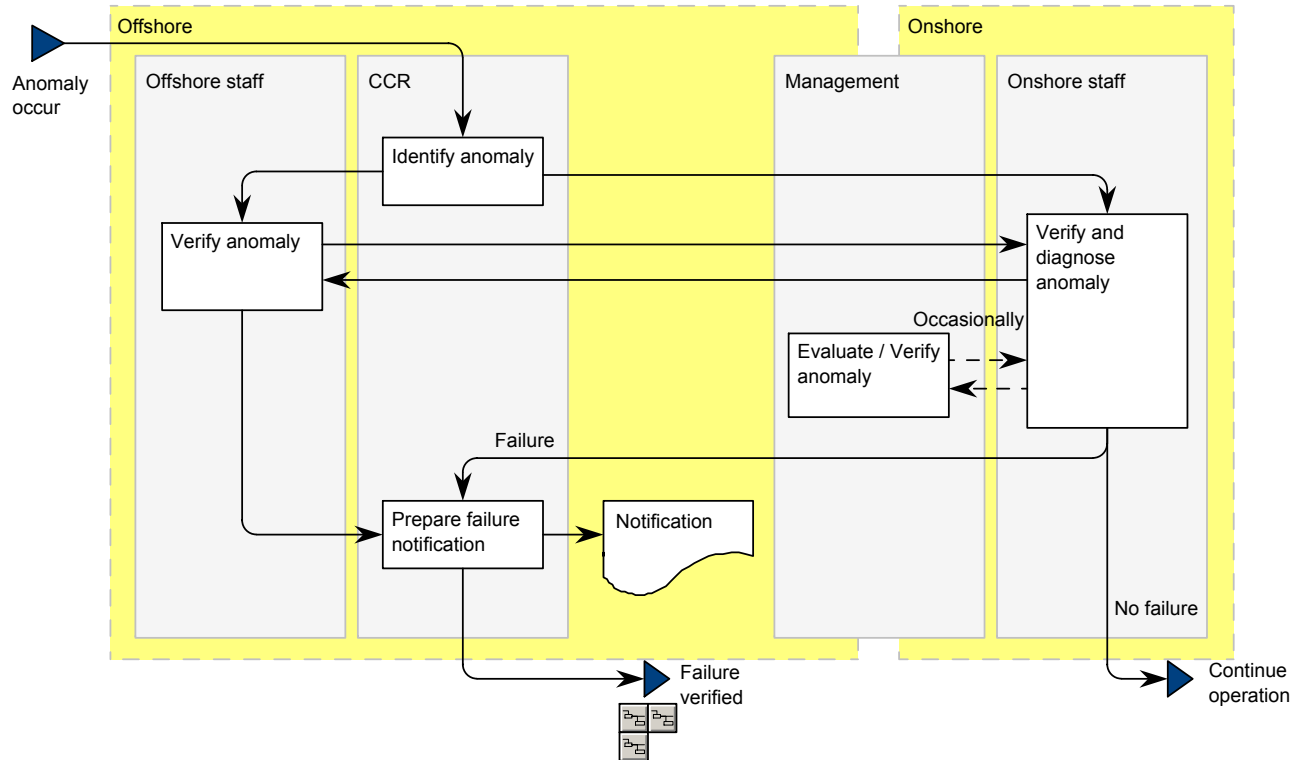 Offshore
Onshore
Anomaly
occur
Offshore staff
CCR
Management
Onshore staff
Identify anomaly
Verify anomaly
Verify and
diagnose
anomaly
Occasionally
Evaluate / Verify
anomaly
Failure
Prepare failure
notification
Notification
No failure
Failure
verified
Continue
operation